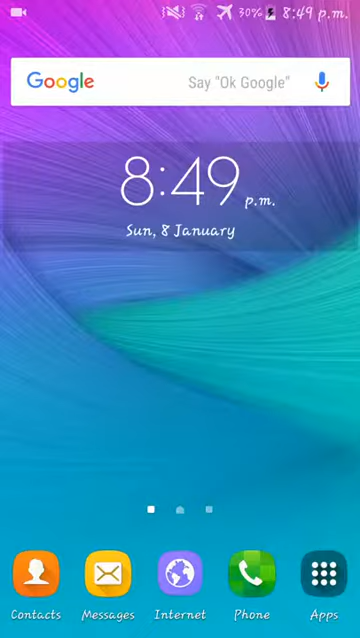 30% 8:49 p.m.
Google Say "Ok Google"
8:49 p.m.
Sun, 8 January
Contacts Messages Internet Phone Apps